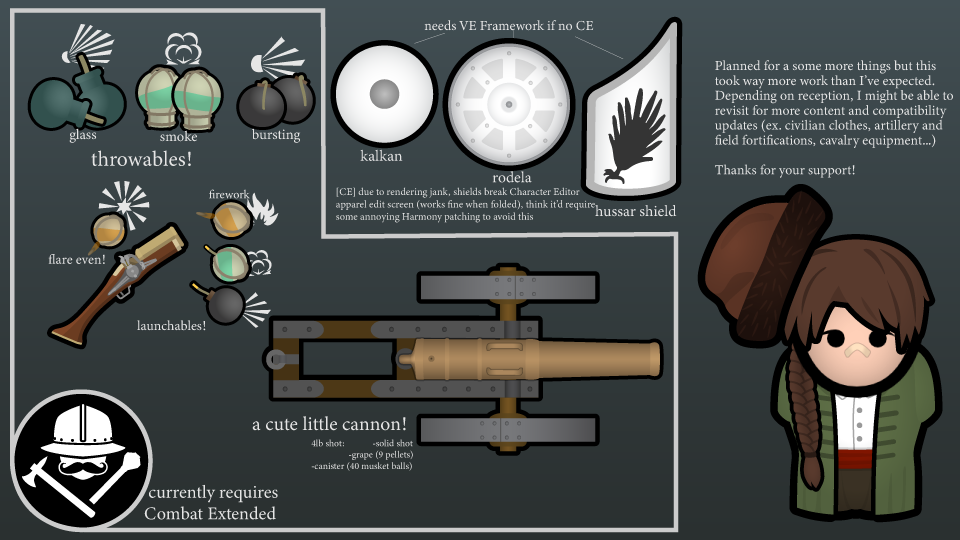 glass
smoke
bursting
throwables!
flare even!
firework
launchables!
needs VE Framework if no CE
kalkan
rodela
hussar shield
[CE] due to rendering jank, shields break Character Editor
apparel edit screen (works fine when folded), think it'd require
some annoying Harmony patching to avoid this
a cute little cannon!
4lb shot: -solid shot
-grape (9 pellets)
-canister (40 musket balls)
currently requires
Combat Extended
Planned for a some more things but this
took way more work than I've expected.
Depending on reception, I might be able to
revisit for more content and compatibility
updates (ex. civilian clothes, artillery and
field fortifications, cavalry equipment...)
Thanks for your support!